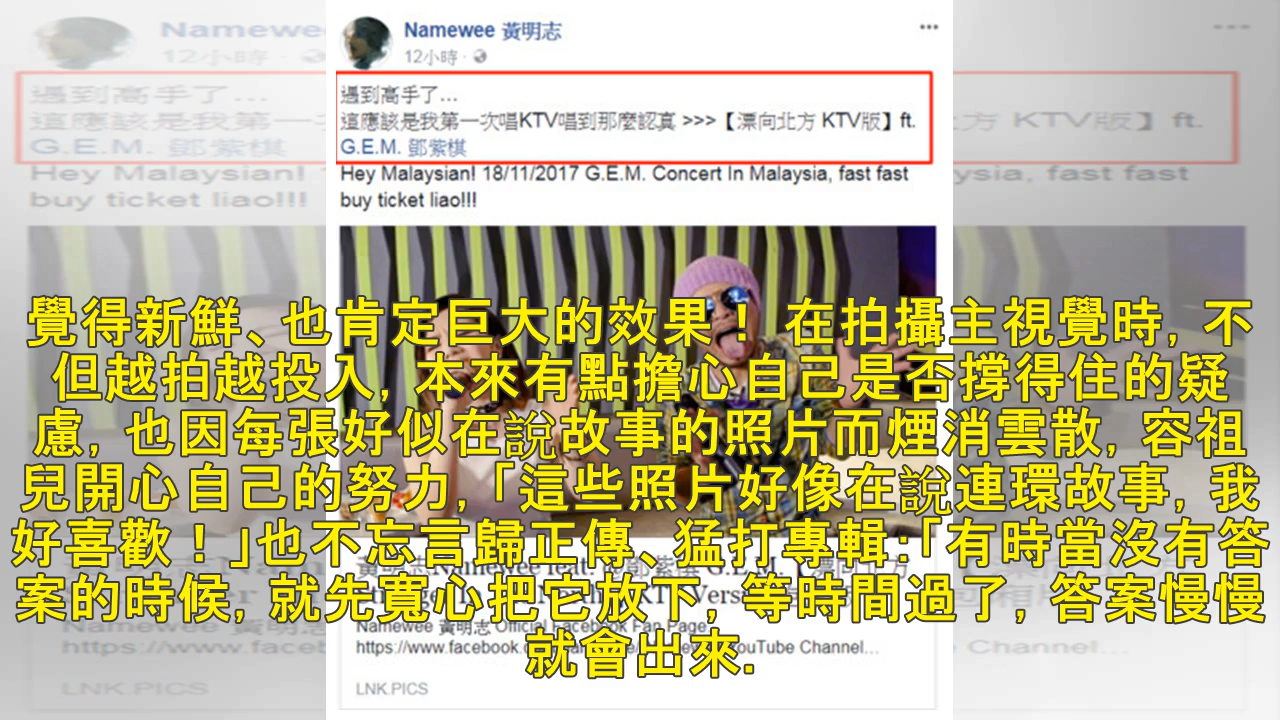 Namewee 黃明志
12小時
遇到高手了...
這應該是我第一次唱KTV唱到那麼認真 >>>【漂向北方 KTV版】ft.
G.E.M. 鄧紫棋
Hey Malaysian! 18/11/2017 G.E.M. Concert In Malaysia, fast fast
buy ticket liao!!!
覺得新鮮、也肯定巨大的效果！在拍攝主視覺時, 不
但越拍越投入, 本來有點擔心自己是否撐得住的疑
慮, 也因每張好似在說故事的照片而煙消雲散, 容祖
兒開心自己的努力,「這些照片好像在說連環故事, 我
好喜歡！」也不忘言歸正傳、猛打專輯:「有時當沒有答
案的時候, 就先寬心把它放下, 等時間過了, 答案慢慢
就會出來.
Namewee 黃明志 Official Facebook Fan Page
https://www.facebook.com YouTube Channel...
LNK.PICS